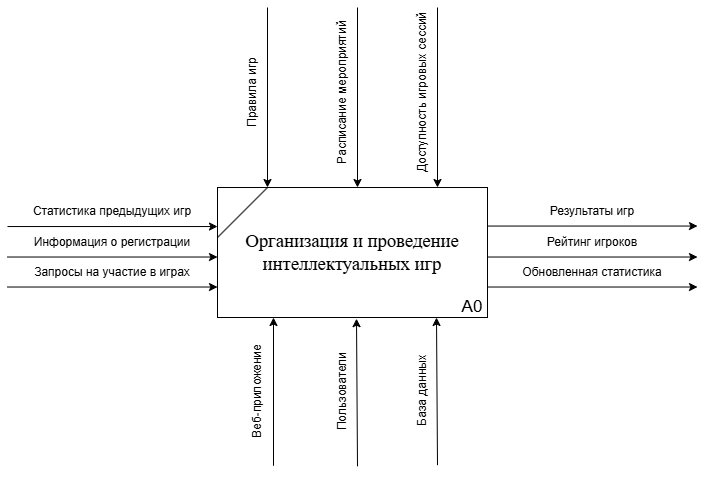 Правила игр
Расписание мероприятий
Доступность игровых сессий
Статистика предыдущих игр
Информация о регистрации
Запросы на участие в играх
Организация и проведение
интеллектуальных игр
A0
Результаты игр
Рейтинг игроков
Обновленная статистика
Веб-приложение
Пользователи
База данных